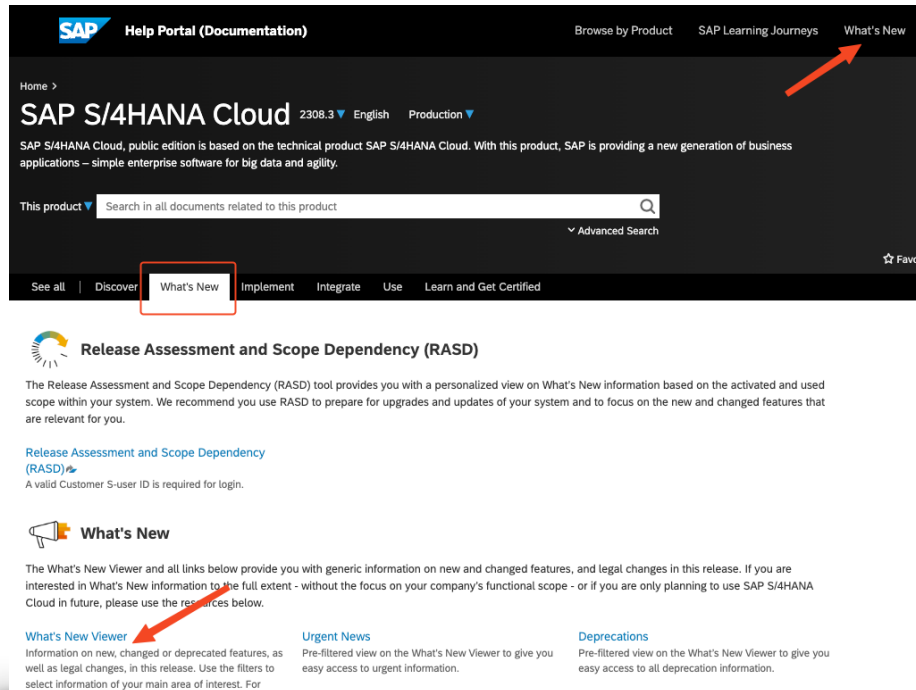 SAP Help Portal (Documentation) Browse by Product SAP Learning Journeys What's New
Home >
SAP S/4HANA Cloud 2308.3 English Production
SAP S/4HANA Cloud, public edition is based on the technical product SAP S/4HANA Cloud. With this product, SAP is providing a new generation of business
applications – simple enterprise software for big data and agility.
This product Search in all documents related to this product
Advanced Search
Favo
See all | Discover What's New Implement Integrate Use Learn and Get Certified
Release Assessment and Scope Dependency (RASD)
The Release Assessment and Scope Dependency (RASD) tool provides you with a personalized view on What's New information based on the activated and used
scope within your system. We recommend you use RASD to prepare for upgrades and updates of your system and to focus on the new and changed features that
are relevant for you.
Release Assessment and Scope Dependency
(RASD)
A valid Customer S-user ID is required for login.
What's New
The What's New Viewer and all links below provide you with generic information on new and changed features, and legal changes in this release. If you are
interested in What's New information to the full extent - without the focus on your company's functional scope - or if you are only planning to use SAP S/4HANA
Cloud in future, please use the resources below.
What's New Viewer
Information on new, changed or deprecated features, as
well as legal changes, in this release. Use the filters to
select information of your main area of interest. For
Urgent News
Pre-filtered view on the What's New Viewer to give you
easy access to urgent information.
Deprecations
Pre-filtered view on the What's New Viewer to give you
easy access to all deprecation information.